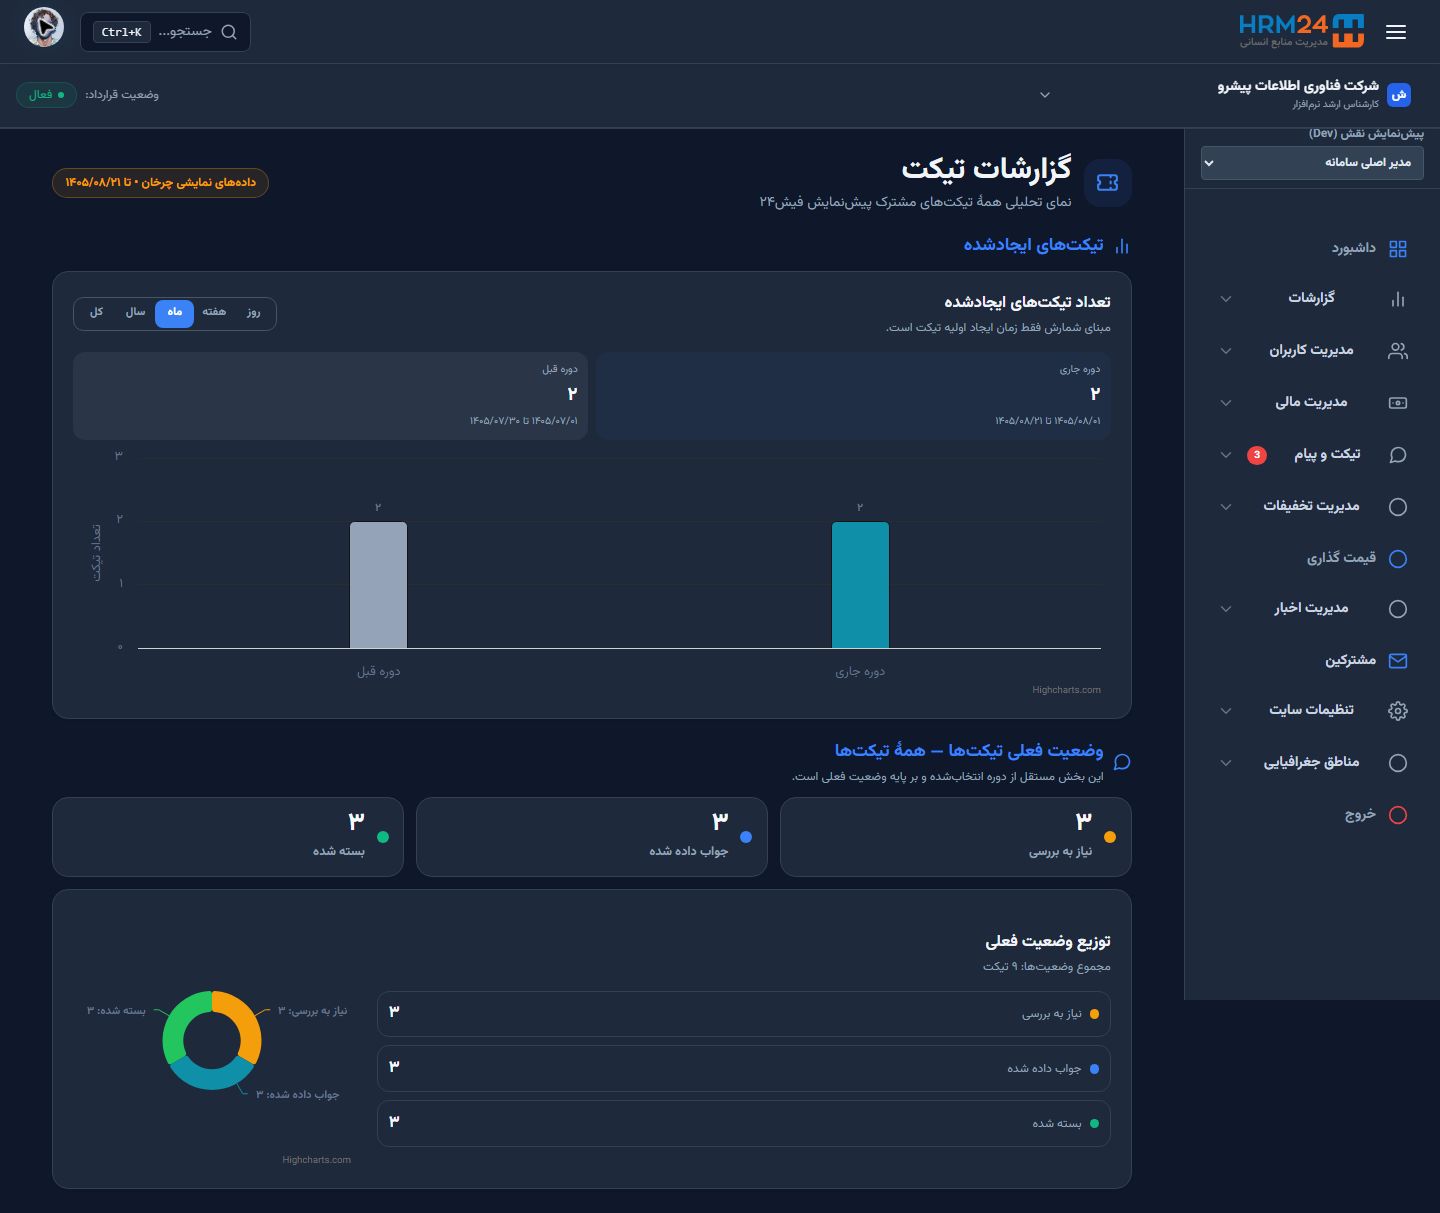 HRM24
مدیریت منابع انسانی
جستجو...
Ctrl+K
ش
شرکت فناوری اطلاعات پیشرو
کارشناس ارشد نرم‌افزار
وضعیت قرارداد:
فعال
پیش‌نمایش نقش (Dev)
مدیر اصلی سامانه
داشبورد
گزارشات
مدیریت کاربران
مدیریت مالی
تیکت و پیام
3
مدیریت تخفیفات
قیمت گذاری
مدیریت اخبار
مشترکین
تنظیمات سایت
مناطق جغرافیایی
خروج
گزارشات تیکت
نمای تحلیلی همهٔ تیکت‌های مشترک پیش‌نمایش فیش۲۴
داده‌های نمایشی چرخان • تا ۱۴۰۵/۰۸/۲۱
تیکت‌های ایجادشده
تعداد تیکت‌های ایجادشده
مبنای شمارش فقط زمان ایجاد اولیه تیکت است.
روز
هفته
ماه
سال
کل
دوره جاری
۲
۱۴۰۵/۰۸/۰۱ تا ۱۴۰۵/۰۸/۲۱
دوره قبل
۲
۱۴۰۵/۰۷/۰۱ تا ۱۴۰۵/۰۷/۳۰
۳
۲
۱
۰
تعداد تیکت
۲
۲
دوره جاری
دوره قبل
Highcharts.com
وضعیت فعلی تیکت‌ها — همهٔ تیکت‌ها
این بخش مستقل از دوره انتخاب‌شده و بر پایه وضعیت فعلی است.
۳
نیاز به بررسی
۳
جواب داده شده
۳
بسته شده
توزیع وضعیت فعلی
مجموع وضعیت‌ها: ۹ تیکت
نیاز به بررسی
۳
جواب داده شده
۳
بسته شده
۳
نیاز به بررسی: ۳
بسته شده: ۳
جواب داده شده: ۳
Highcharts.com